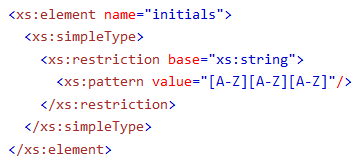 <xs:element name="initials">
  <xs:simpleType>
    <xs:restriction base="xs:string">
      <xs:pattern value="[A-Z][A-Z][A-Z]"/>
    </xs:restriction>
  </xs:simpleType>
</xs:element>